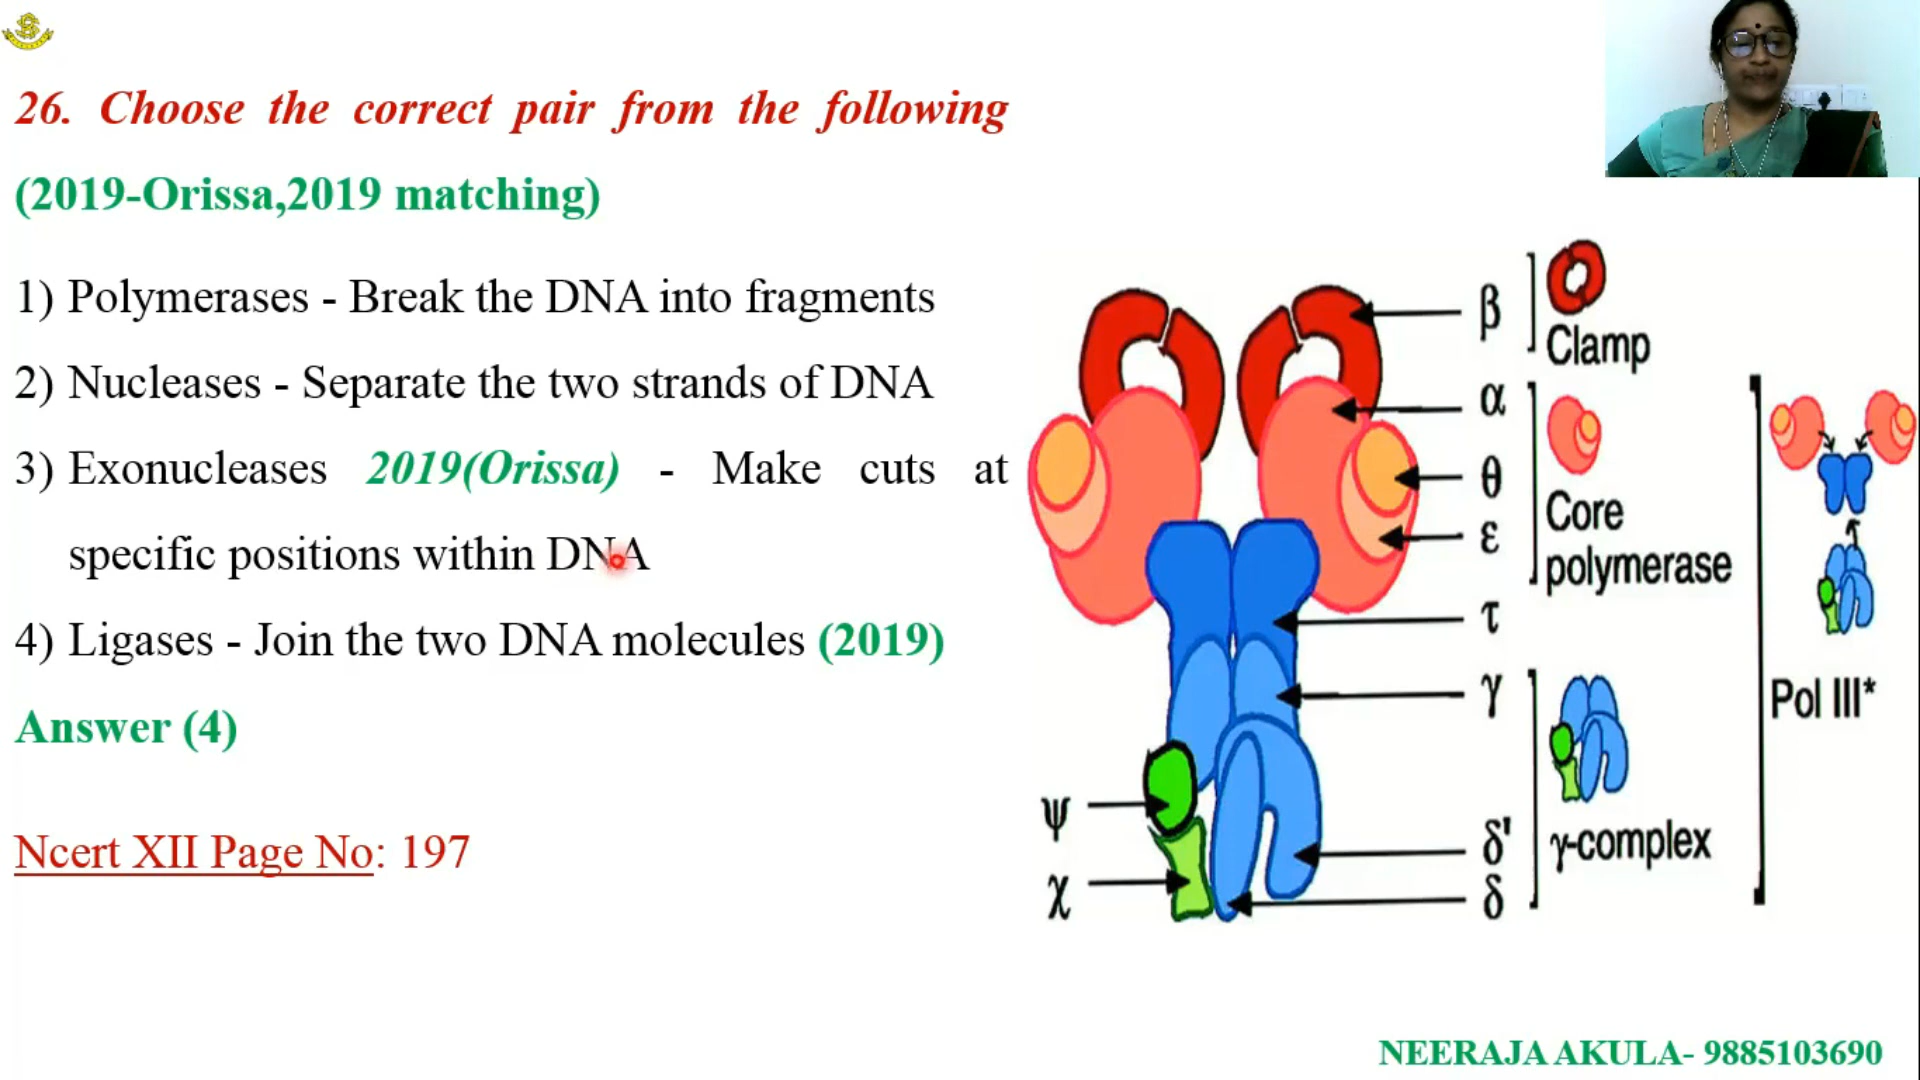 26. Choose the correct pair from the following
(2019-Orissa,2019 matching)
1) Polymerases - Break the DNA into fragments
2) Nucleases - Separate the two strands of DNA
3) Exonucleases 2019(Orissa) - Make cuts at
specific positions within DNA
4) Ligases - Join the two DNA molecules (2019)
Answer (4)
Ncert XII Page No: 197
β
Clamp
α
θ
Core
polymerase
ε
τ
γ
Pol III*
ψ
δ'
γ-complex
χ
δ
NEERAJA AKULA- 9885103690